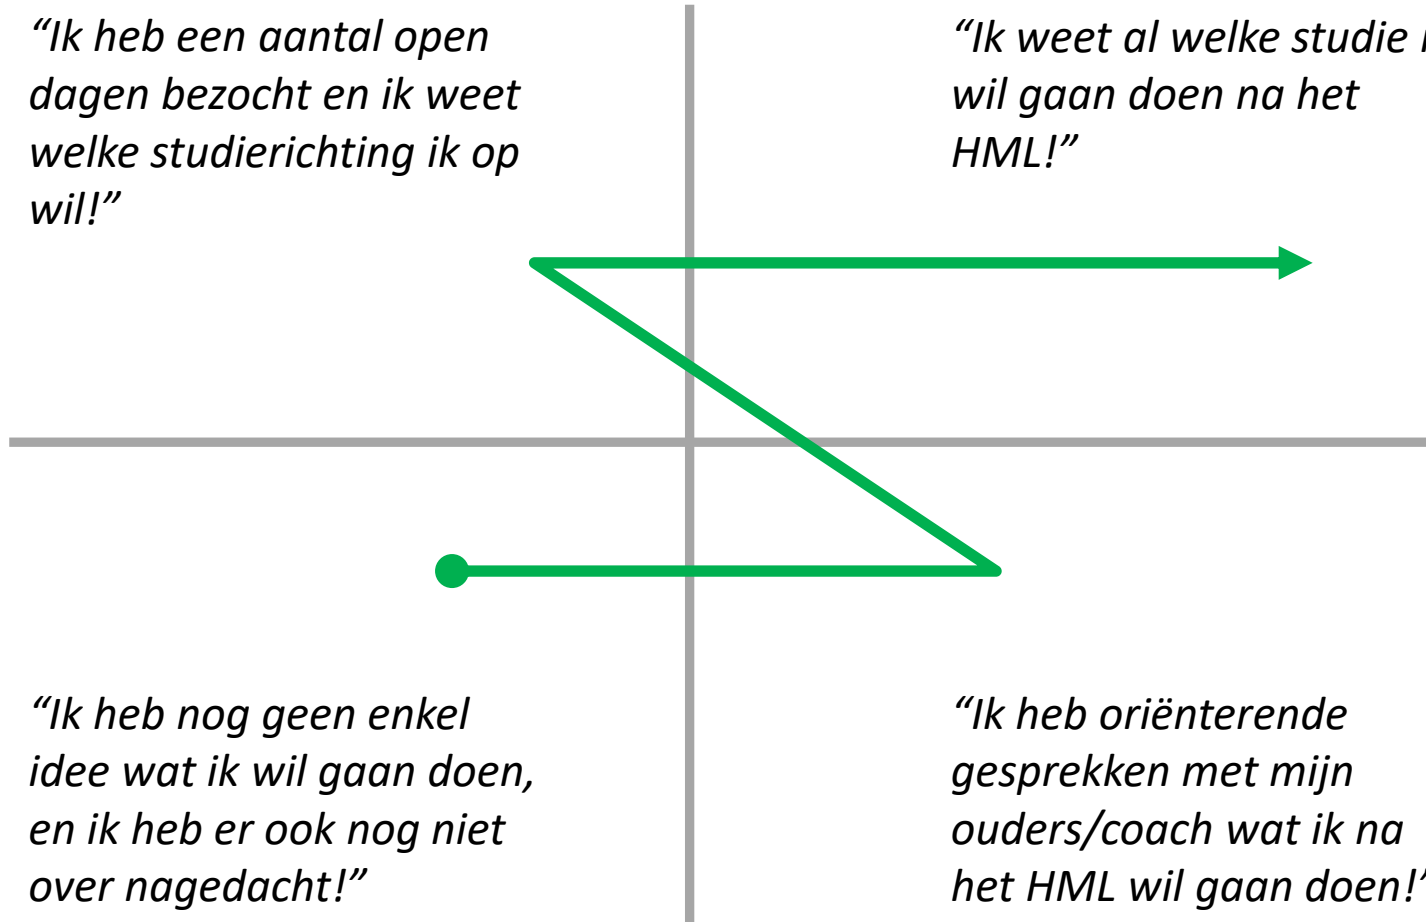 “Ik heb een aantal open
dagen bezocht en ik weet
welke studierichting ik op
wil!”
“Ik weet al welke studie
wil gaan doen na het
HML!”
“Ik heb nog geen enkel
idee wat ik wil gaan doen,
en ik heb er ook nog niet
over nagedacht!”
“Ik heb oriënterende
gesprekken met mijn
ouders/coach wat ik na
het HML wil gaan doen!”